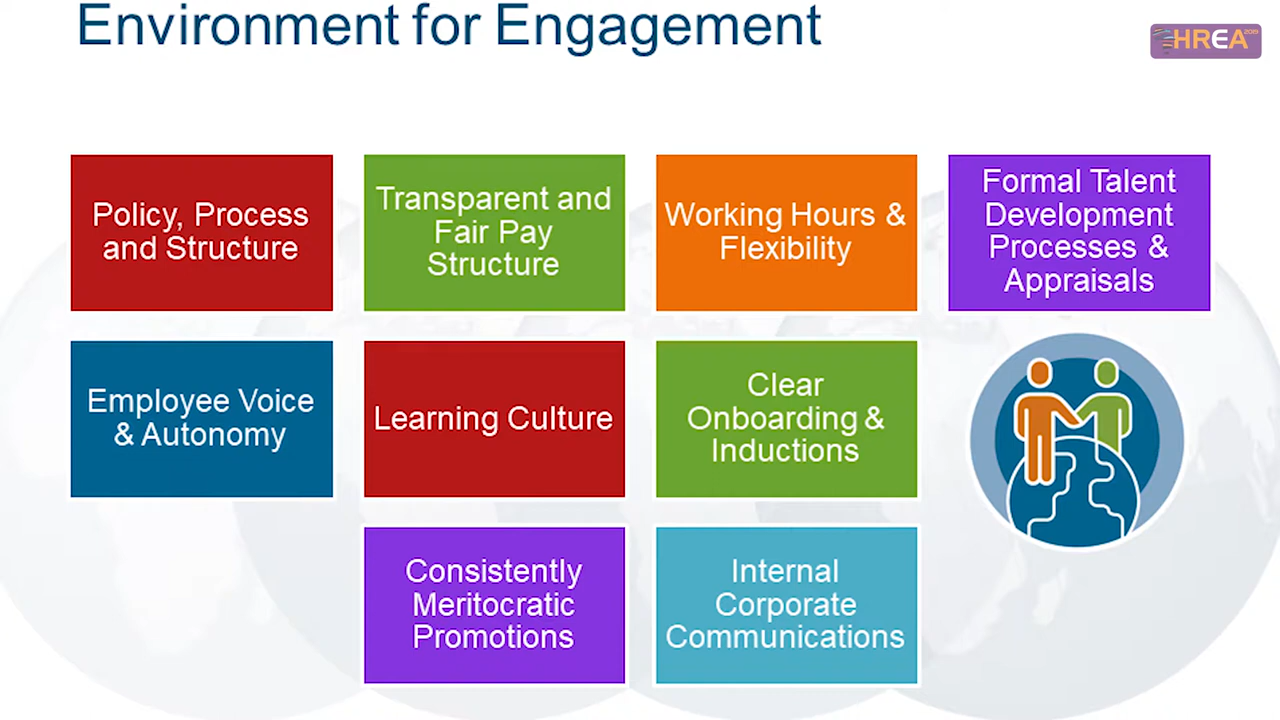 Environment for Engagement
HREA 2019
Policy, Process
and Structure
Transparent and
Fair Pay
Structure
Working Hours &
Flexibility
Formal Talent
Development
Processes &
Appraisals
Employee Voice
& Autonomy
Learning Culture
Clear
Onboarding &
Inductions
Consistently
Meritocratic
Promotions
Internal
Corporate
Communications